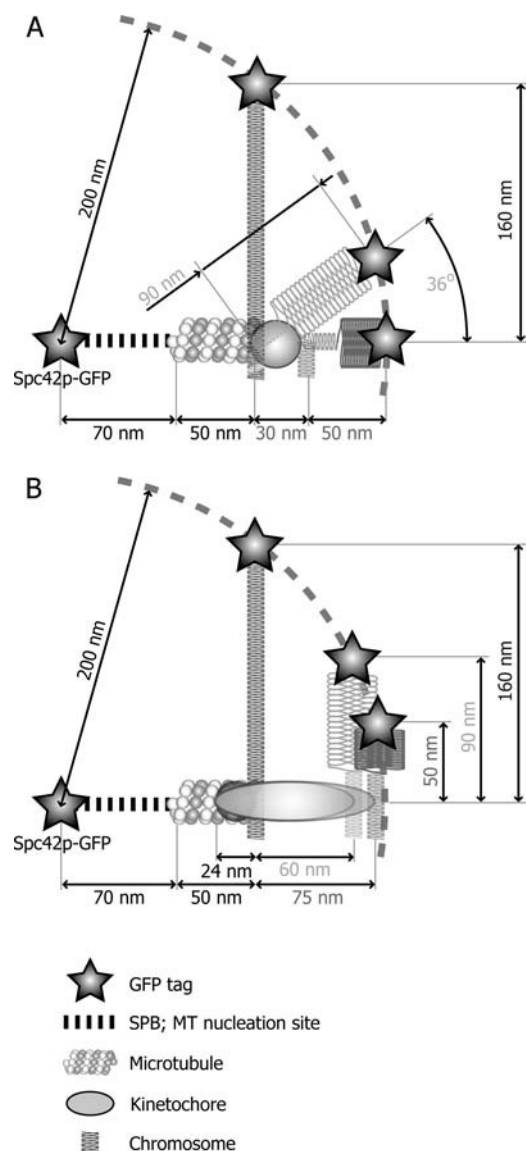 A
200 nm
160 nm
90 nm
36°
Spc42p-GFP
70 nm
50 nm
30 nm
50 nm
B
200 nm
160 nm
90 nm
50 nm
Spc42p-GFP
24 nm
60 nm
70 nm
50 nm
75 nm
GFP tag
SPB; MT nucleation site
Microtubule
Kinetochore
Chromosome